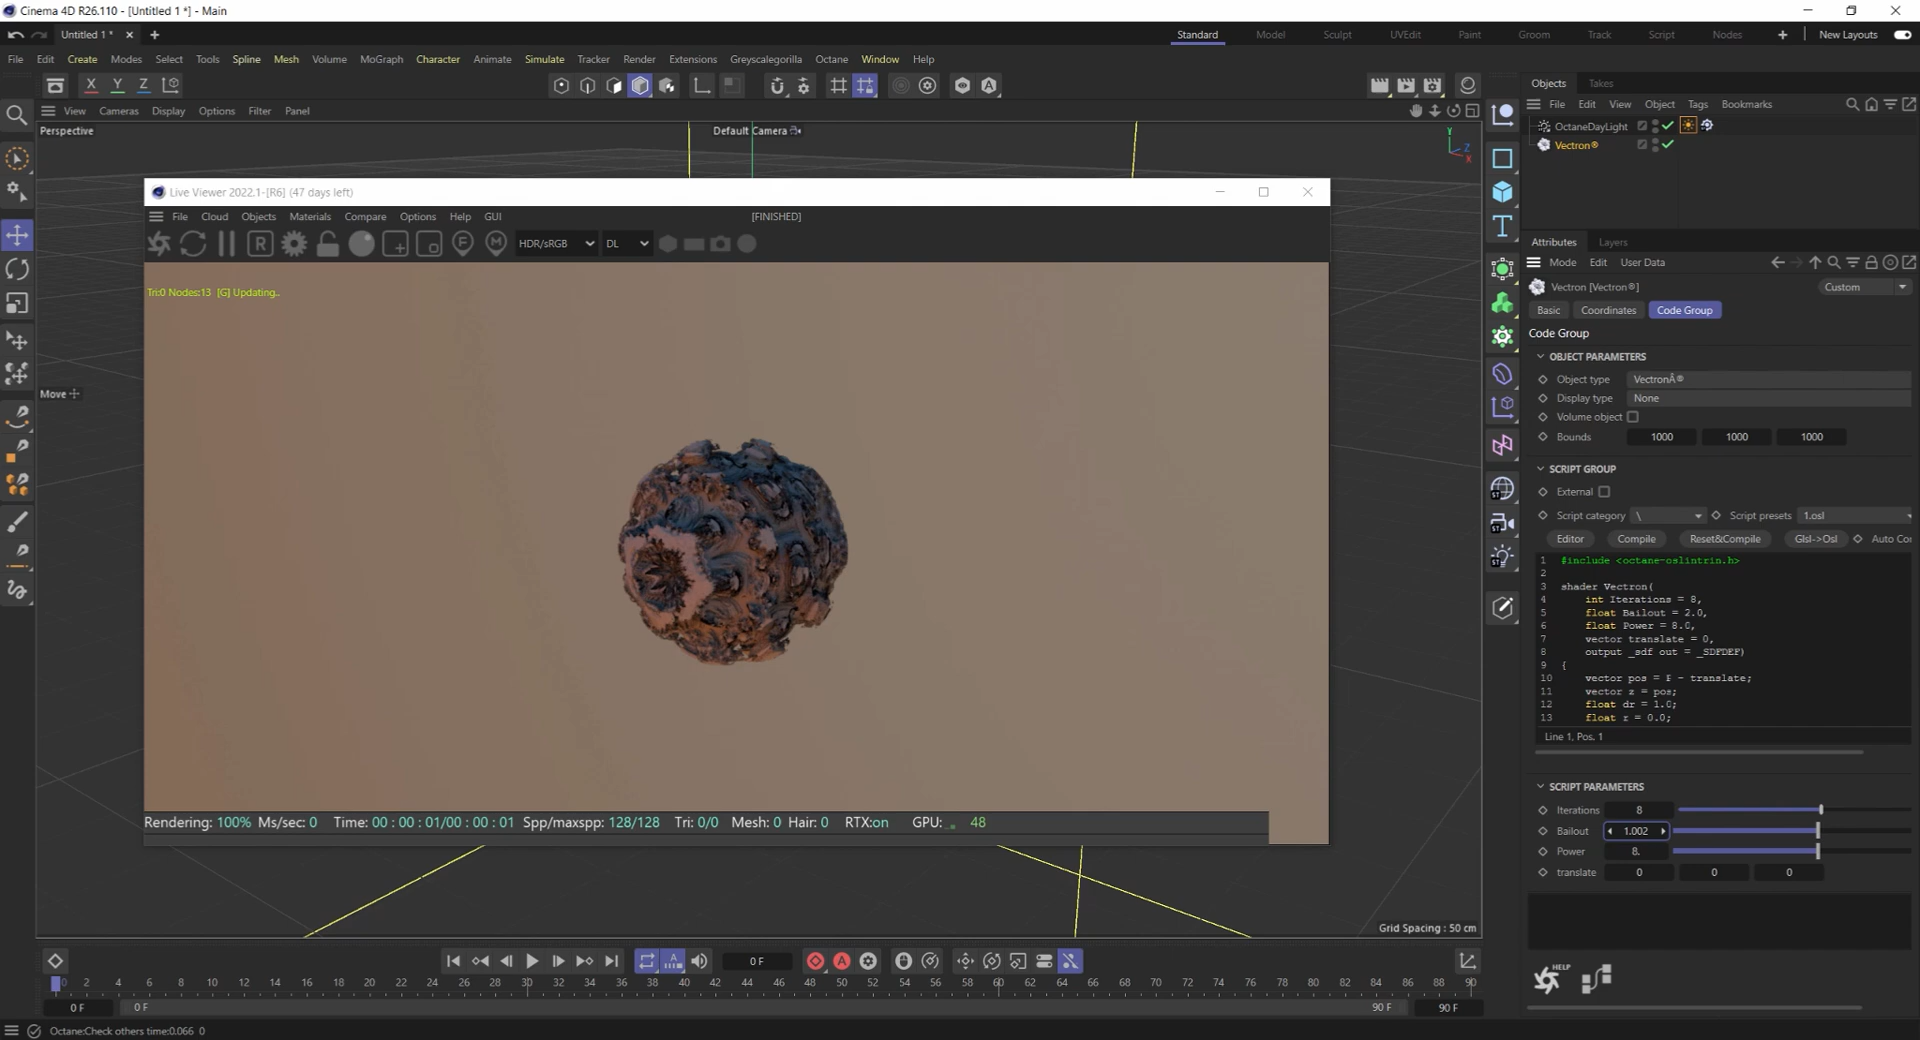 Cinema 4D R26.110 - [Untitled 1 *] - Main
Untitled 1 *
Standard Model Sculpt UVEdit Paint Groom Track Script Nodes New Layouts
File Edit Create Modes Select Tools Spline Mesh Volume MoGraph Character Animate Simulate Tracker Render Extensions Greyscalegorilla Octane Window Help
X Y Z
View Cameras Display Options Filter Panel
Perspective
Default Camera
Y
Z
X
Move
Live Viewer 2022.1-[R6] (47 days left)
File Cloud Objects Materials Compare Options Help GUI
[FINISHED]
R F M HDR/sRGB DL
Tri:0 Nodes:13 [G] Updating..
Rendering: 100% Ms/sec: 0 Time: 00 : 00 : 01/00 : 00 : 01 Spp/maxspp: 128/128 Tri: 0/0 Mesh: 0 Hair: 0 RTX:on GPU: 48
Grid Spacing : 50 cm
0 F
0 2 4 6 8 10 12 14 16 18 20 22 24 26 28 30 32 34 36 38 40 42 44 46 48 50 52 54 56 58 60 62 64 66 68 70 72 74 76 78 80 82 84 86 88 90
0 F 0 F 90 F 90 F
Octane:Check others time:0.066 0
T
ST
ST
ST
Objects Takes
File Edit View Object Tags Bookmarks
OctaneDayLight
Vectron®
Attributes Layers
Mode Edit User Data
Vectron [Vectron®] Custom
Basic Coordinates Code Group
Code Group
OBJECT PARAMETERS
Object type VectronÂ®
Display type None
Volume object
Bounds 1000 1000 1000
SCRIPT GROUP
External
Script category \ Script presets 1.osl
Editor Compile Reset&Compile Glsl->Osl Auto Co
1 #include <octane-oslintrin.h>
2
3 shader Vectron(
4 int Iterations = 8,
5 float Bailout = 2.0,
6 float Power = 8.0,
7 vector translate = 0,
8 output _sdf out = _SDFDEF)
9 {
10 vector pos = P - translate;
11 vector z = pos;
12 float dr = 1.0;
13 float r = 0.0;
Line 1, Pos. 1
SCRIPT PARAMETERS
Iterations 8
Bailout 1.002
Power 8.
translate 0 0 0
HELP